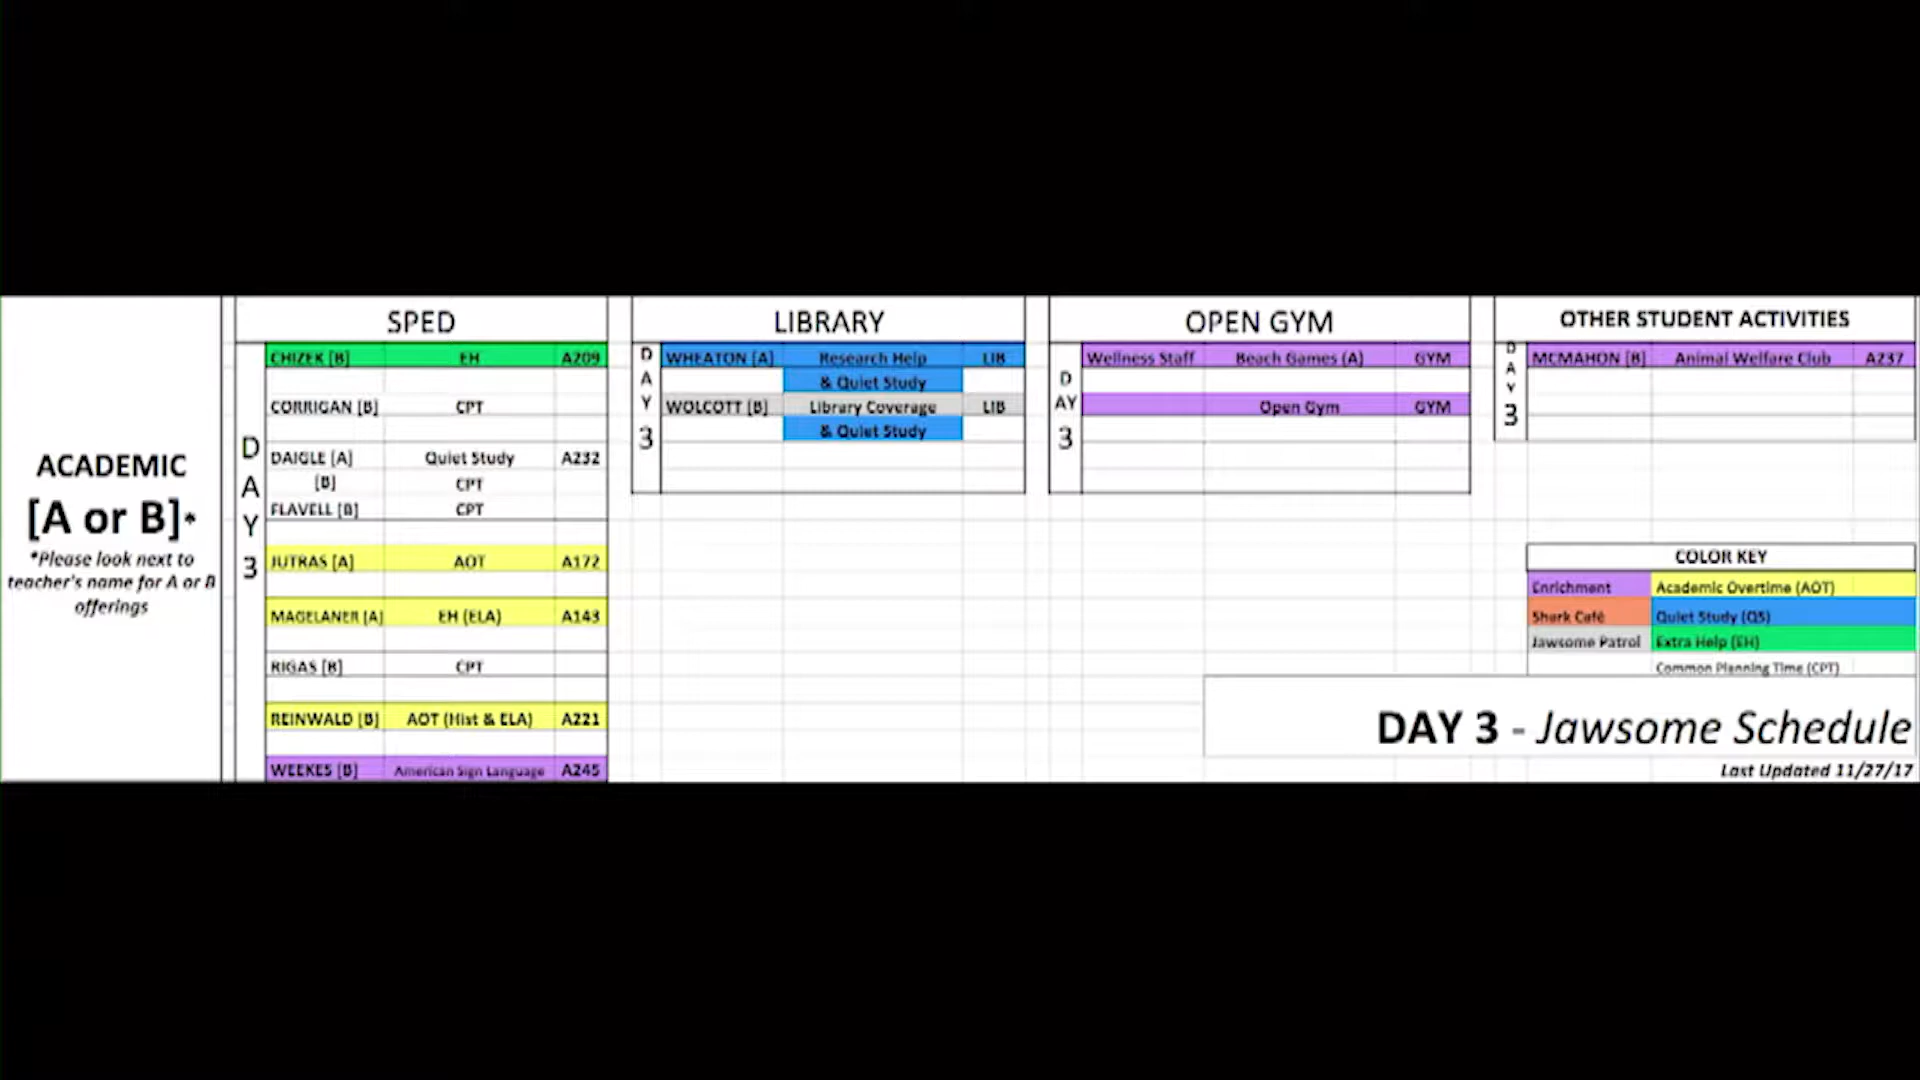 ACADEMIC
[A or B]*
*Please look next to
teacher's name for A or B
offerings
SPED
DAY 3
CHIZEK [B] EH A209
CORRIGAN [B] CPT
DAIGLE [A] Quiet Study A232
[B] CPT
FLAVELL [B] CPT
JUTRAS [A] AOT A172
MAGELANER [A] EH (ELA) A143
RIGAS [B] CPT
REINWALD [B] AOT (Hist & ELA) A221
WEEKES [B] American Sign Language A245
LIBRARY
DAY 3
WHEATON [A] Research Help LIB
& Quiet Study
WOLCOTT [B] Library Coverage LIB
& Quiet Study
OPEN GYM
DAY 3
Wellness Staff Beach Games (A) GYM
Open Gym GYM
OTHER STUDENT ACTIVITIES
DAY 3
MCMAHON [B] Animal Welfare Club A237
COLOR KEY
Enrichment Academic Overtime (AOT)
Shark Café Quiet Study (QS)
Jawsome Patrol Extra Help (EH)
Common Planning Time (CPT)
DAY 3 - Jawsome Schedule
Last Updated 11/27/17